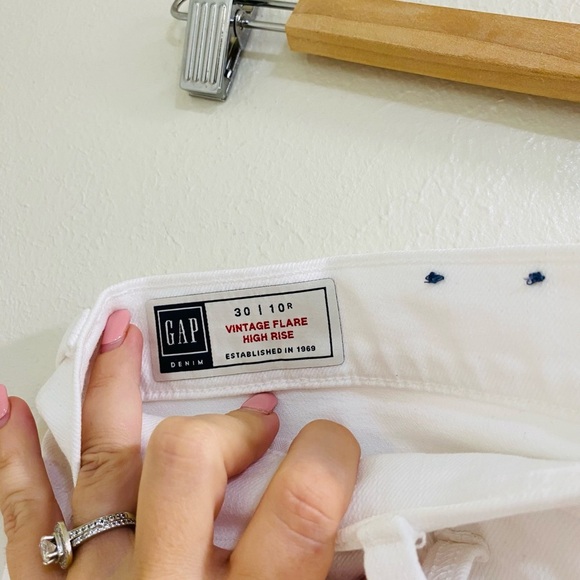 GAP
DENIM
30 | 10R
VINTAGE FLARE
HIGH RISE
ESTABLISHED IN 1969